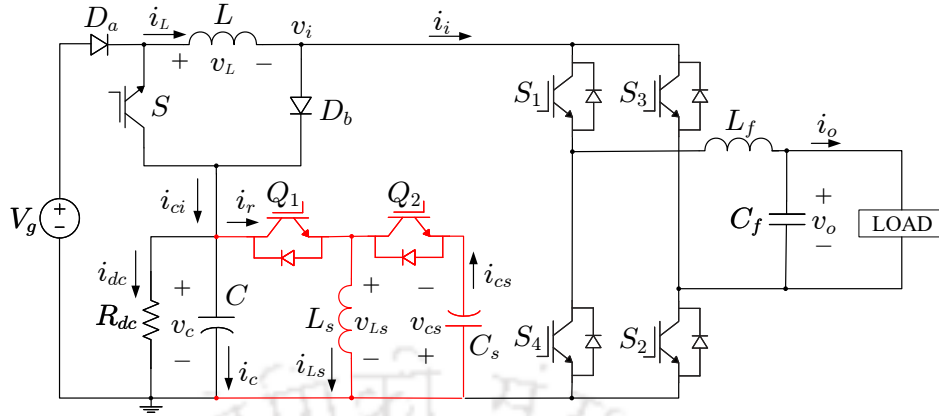 D_a i_L L v_i i_i
+ v_L −
S D_b S_1 S_3
L_f i_o
i_ci i_r Q_1 Q_2
V_g + − C_f + v_o − LOAD
i_dc i_cs
R_dc + v_c − C L_s + v_Ls − − v_cs + C_s S_4 S_2
i_c i_Ls